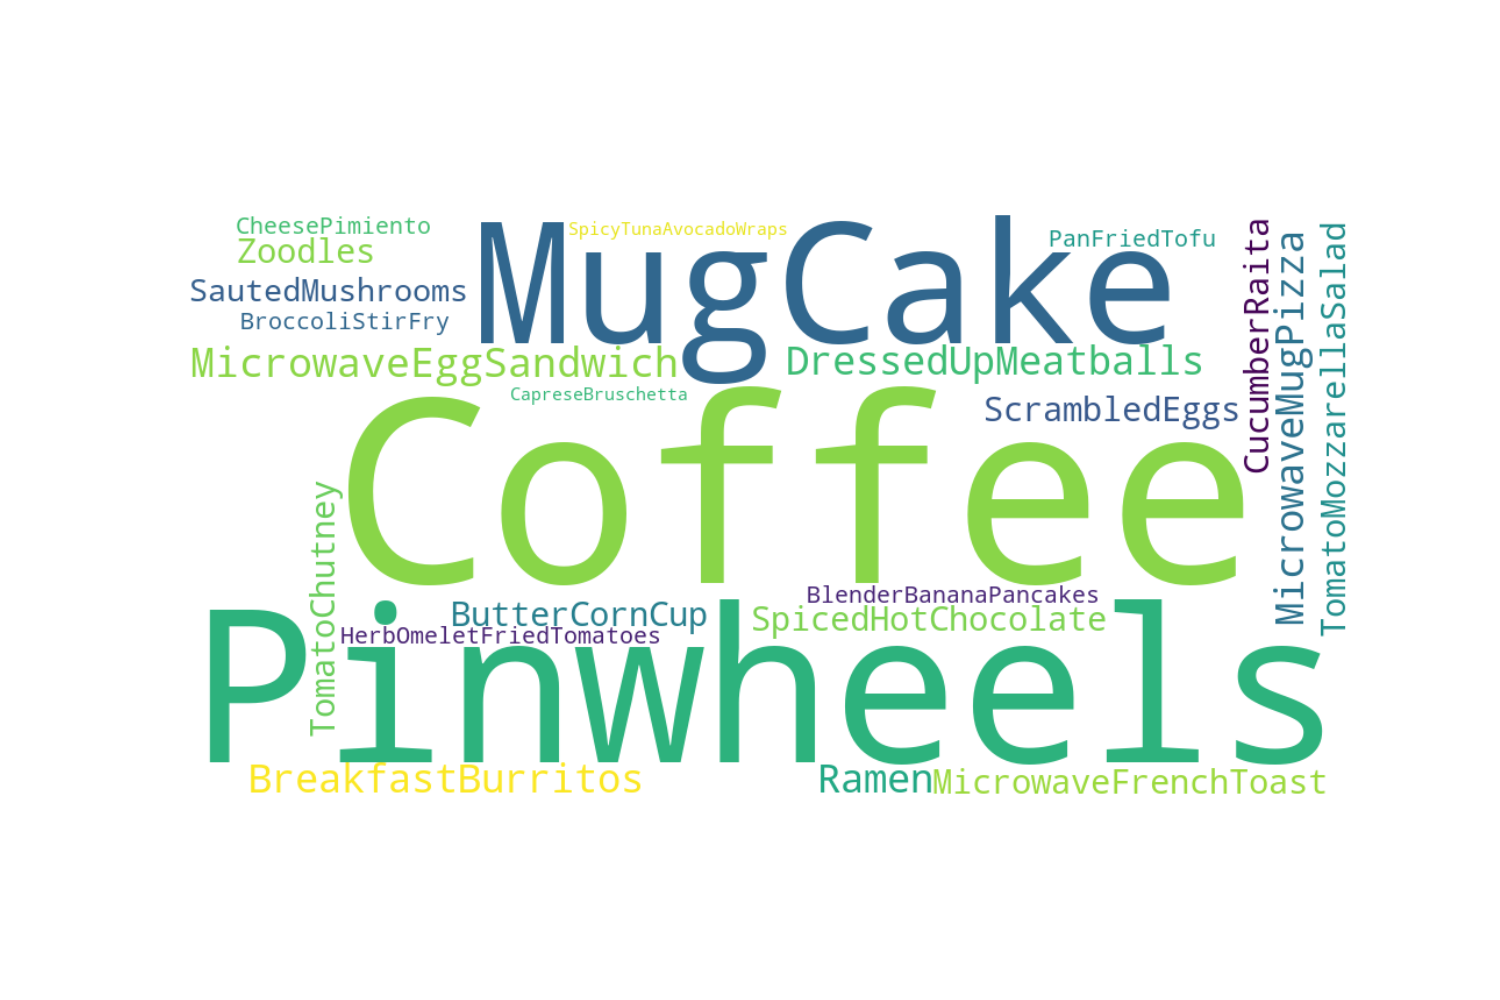 CheesePimiento
SpicyTunaAvocadoWraps
MugCake
PanFriedTofu
Zoodles
SautedMushrooms
BroccoliStirFry
MicrowaveEggSandwich
DressedUpMeatballs
CapreseBruschetta
ScrambledEggs
CucumberRaita
MicrowaveMugPizza
TomatoMozzarellaSalad
Coffee
TomatoChutney
BlenderBananaPancakes
ButterCornCup
SpicedHotChocolate
HerbOmeletFriedTomatoes
Pinwheels
BreakfastBurritos
Ramen
MicrowaveFrenchToast